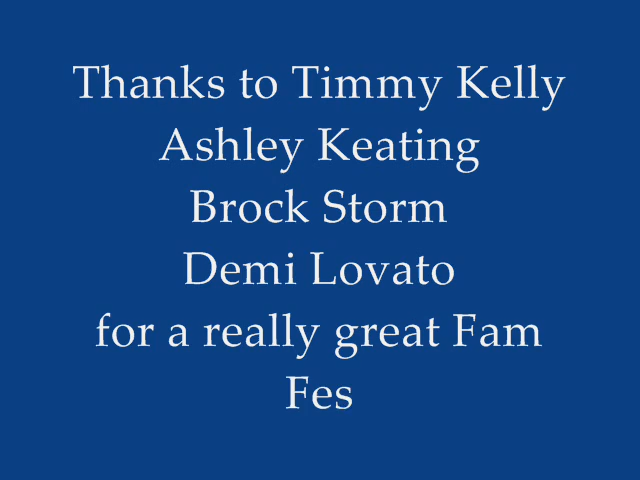 Thanks to Timmy Kelly
Ashley Keating
Brock Storm
Demi Lovato
for a really great Fam
Fes